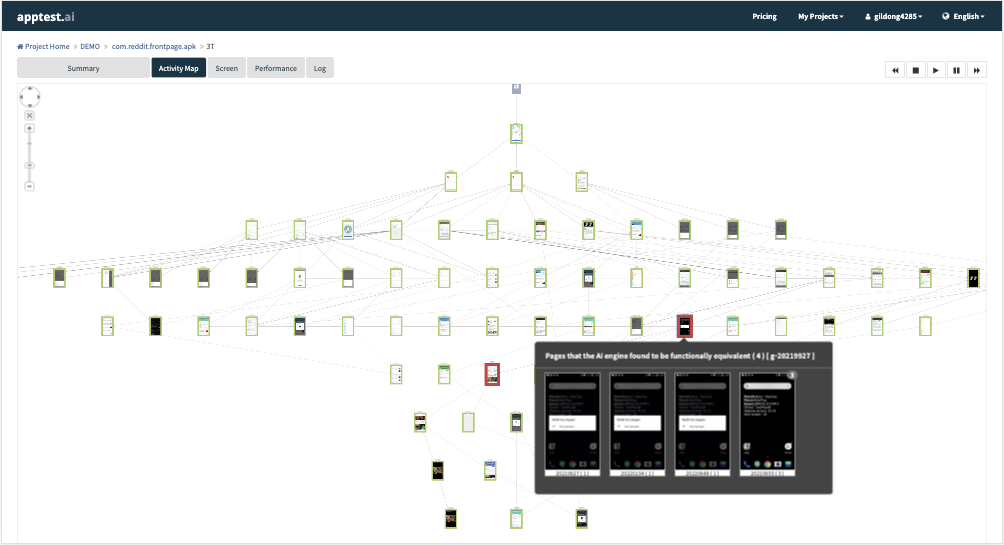 apptest.ai
Pricing
My Projects
gildong4285
English
Project Home » DEMO » com.reddit.frontpage.apk » 3T
Summary
Activity Map
Screen
Performance
Log
Pages that the AI engine found to be functionally equivalent ( 4 ) [ g-20219927 ]
3